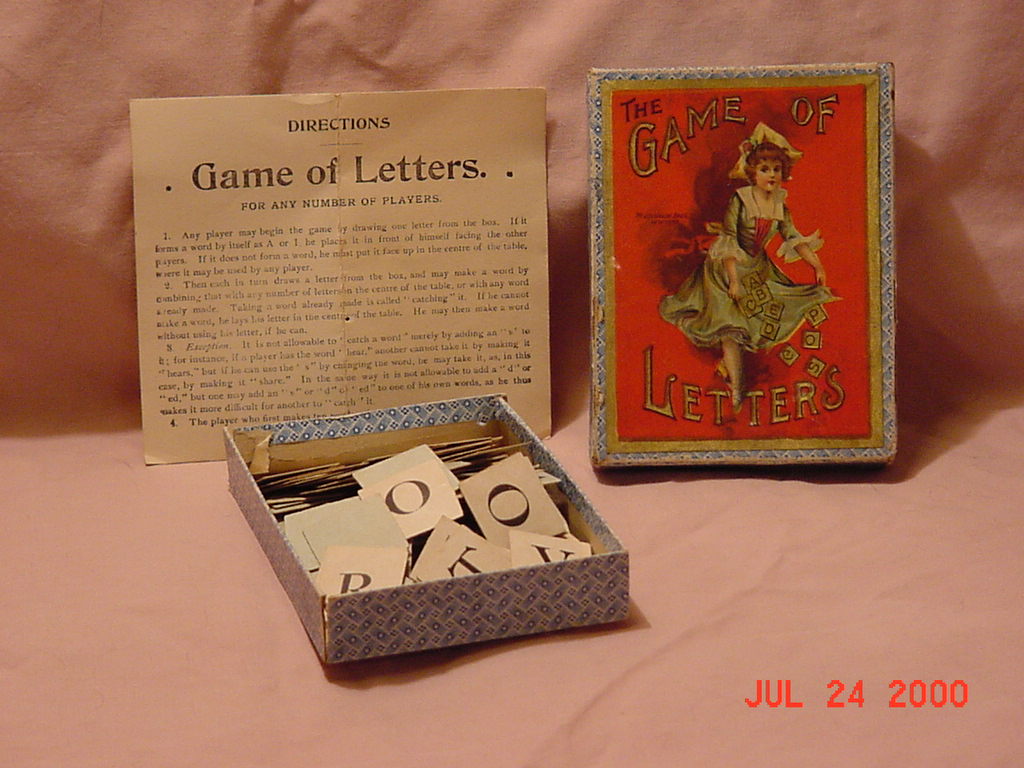 DIRECTIONS
. Game of Letters. .
FOR ANY NUMBER OF PLAYERS.
1. Any player may begin the game by drawing one letter from the box. If it
forms a word by itself as A or I he places it in front of himself facing the other
players. If it does not form a word, he must put it face up in the centre of the table,
where it may be used by any player.
2. Then each in turn draws a letter from the box, and may make a word by
combining that with any number of letters in the centre of the table, or with any word
already made. Taking a word already made is called "catching" it. If he cannot
make a word, he lays his letter in the centre of the table. He may then make a word
without using his letter, if he can.
3. Exception. It is not allowable to "catch a word" merely by adding an "s" to
it; for instance, if a player has the word "hear," another cannot take it by making it
"hears," but if he can use the "s" by changing the word, he may take it, as, in this
case, by making it "share." In the same way it is not allowable to add a "d" or
"ed," but one may add an "s" or "d" or "ed" to one of his own words, as he thus
makes it more difficult for another to "catch" it.
4. The player who first makes ten
THE
GAME OF
LETTERS
A
B
C
E
D
P
O
S
O
O
R
T
JUL 24 2000